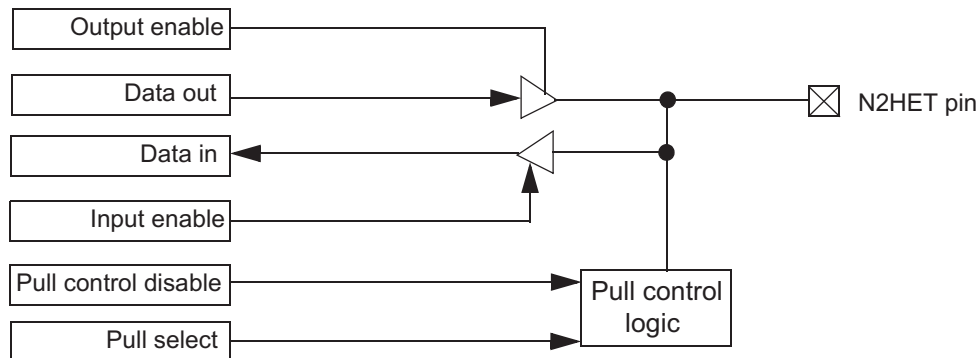 Output enable
Data out
N2HET pin
Data in
Input enable
Pull control disable
Pull control
logic
Pull select